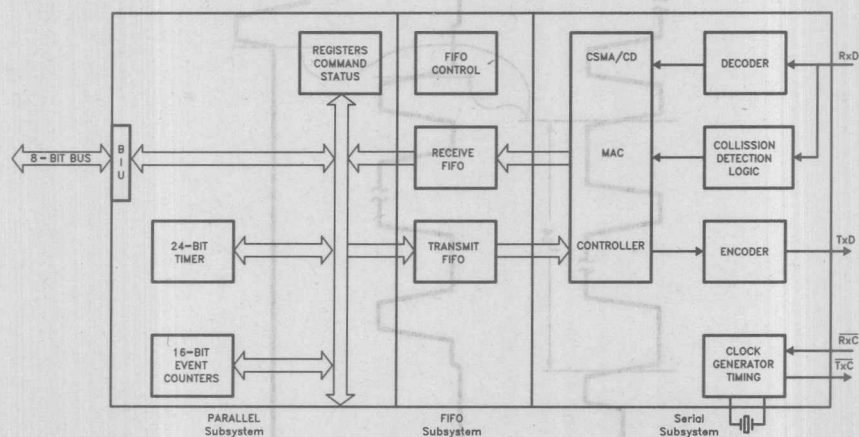 REGISTERS
COMMAND
STATUS
FIFO
CONTROL
CSMA/CD
MAC
CONTROLLER
DECODER
RxD
8-BIT BUS
B
I
U
RECEIVE
FIFO
COLLISSION
DETECTION
LOGIC
24-BIT
TIMER
TRANSMIT
FIFO
ENCODER
TxD
16-BIT
EVENT
COUNTERS
CLOCK
GENERATOR
TIMING
RxC
TxC
PARALLEL
Subsystem
FIFO
Subsystem
Serial
Subsystem